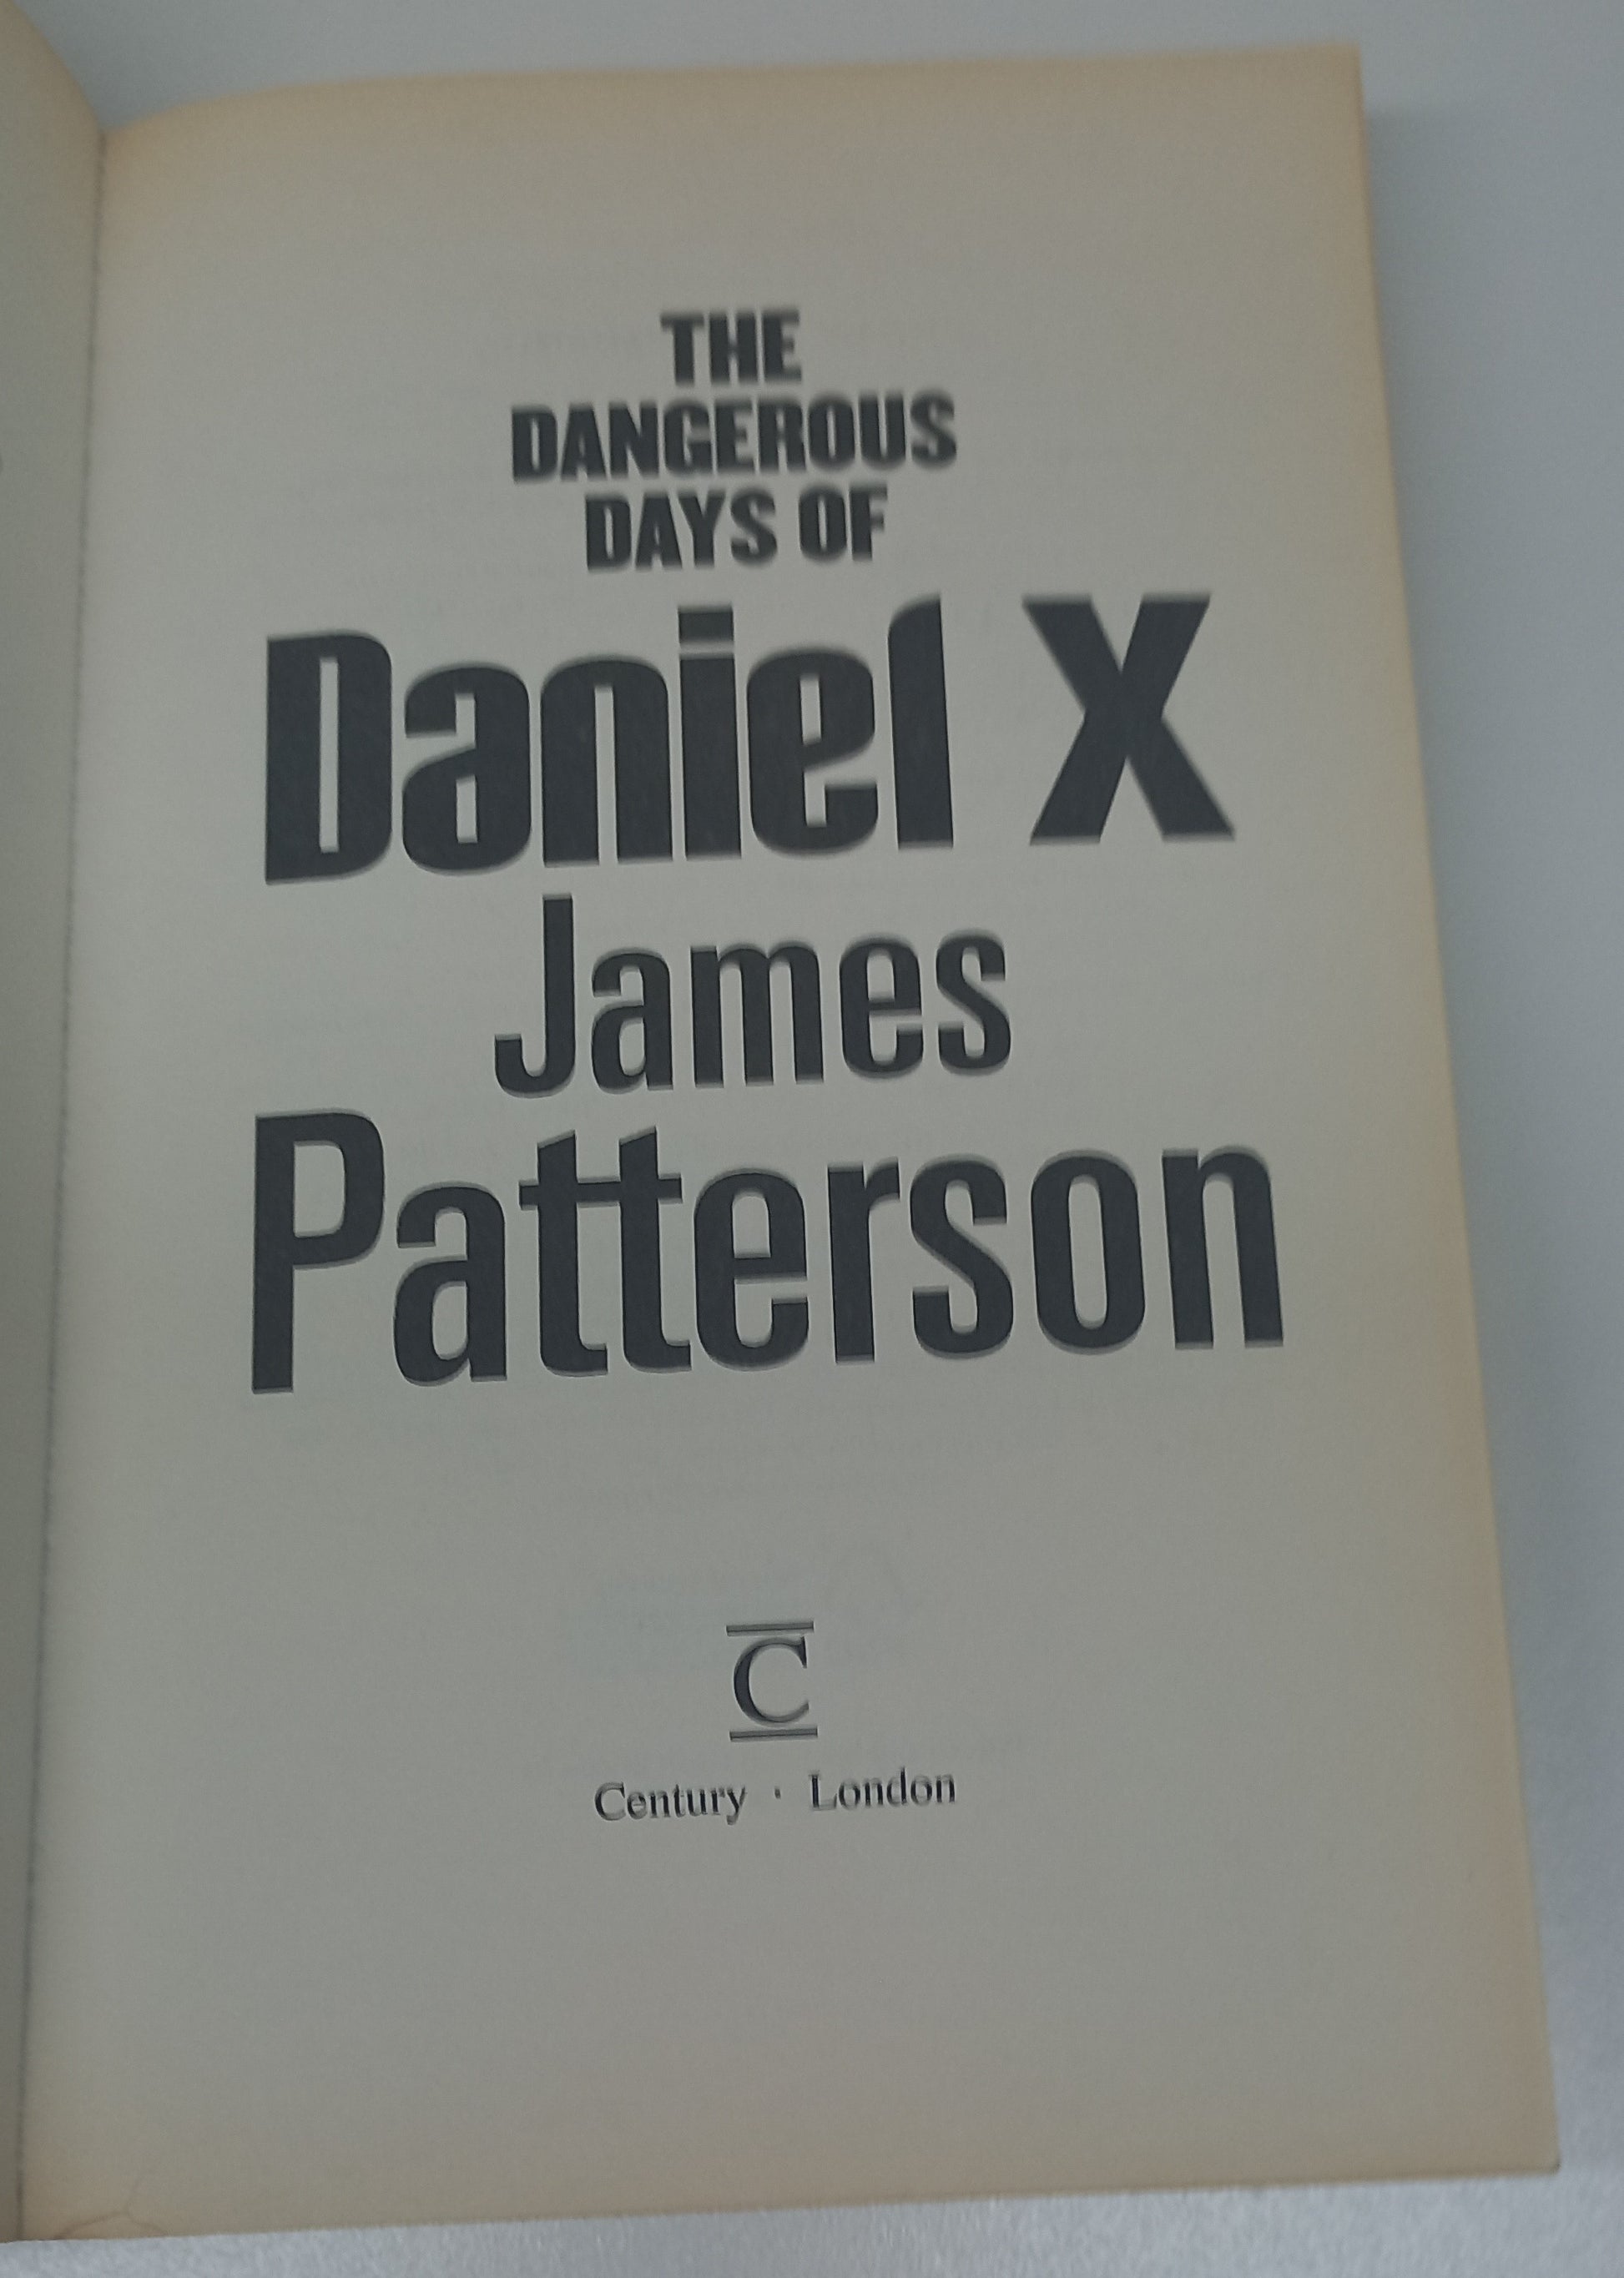 THE
DANGEROUS
DAYS OF
Daniel X
James
Patterson
C
Century · London